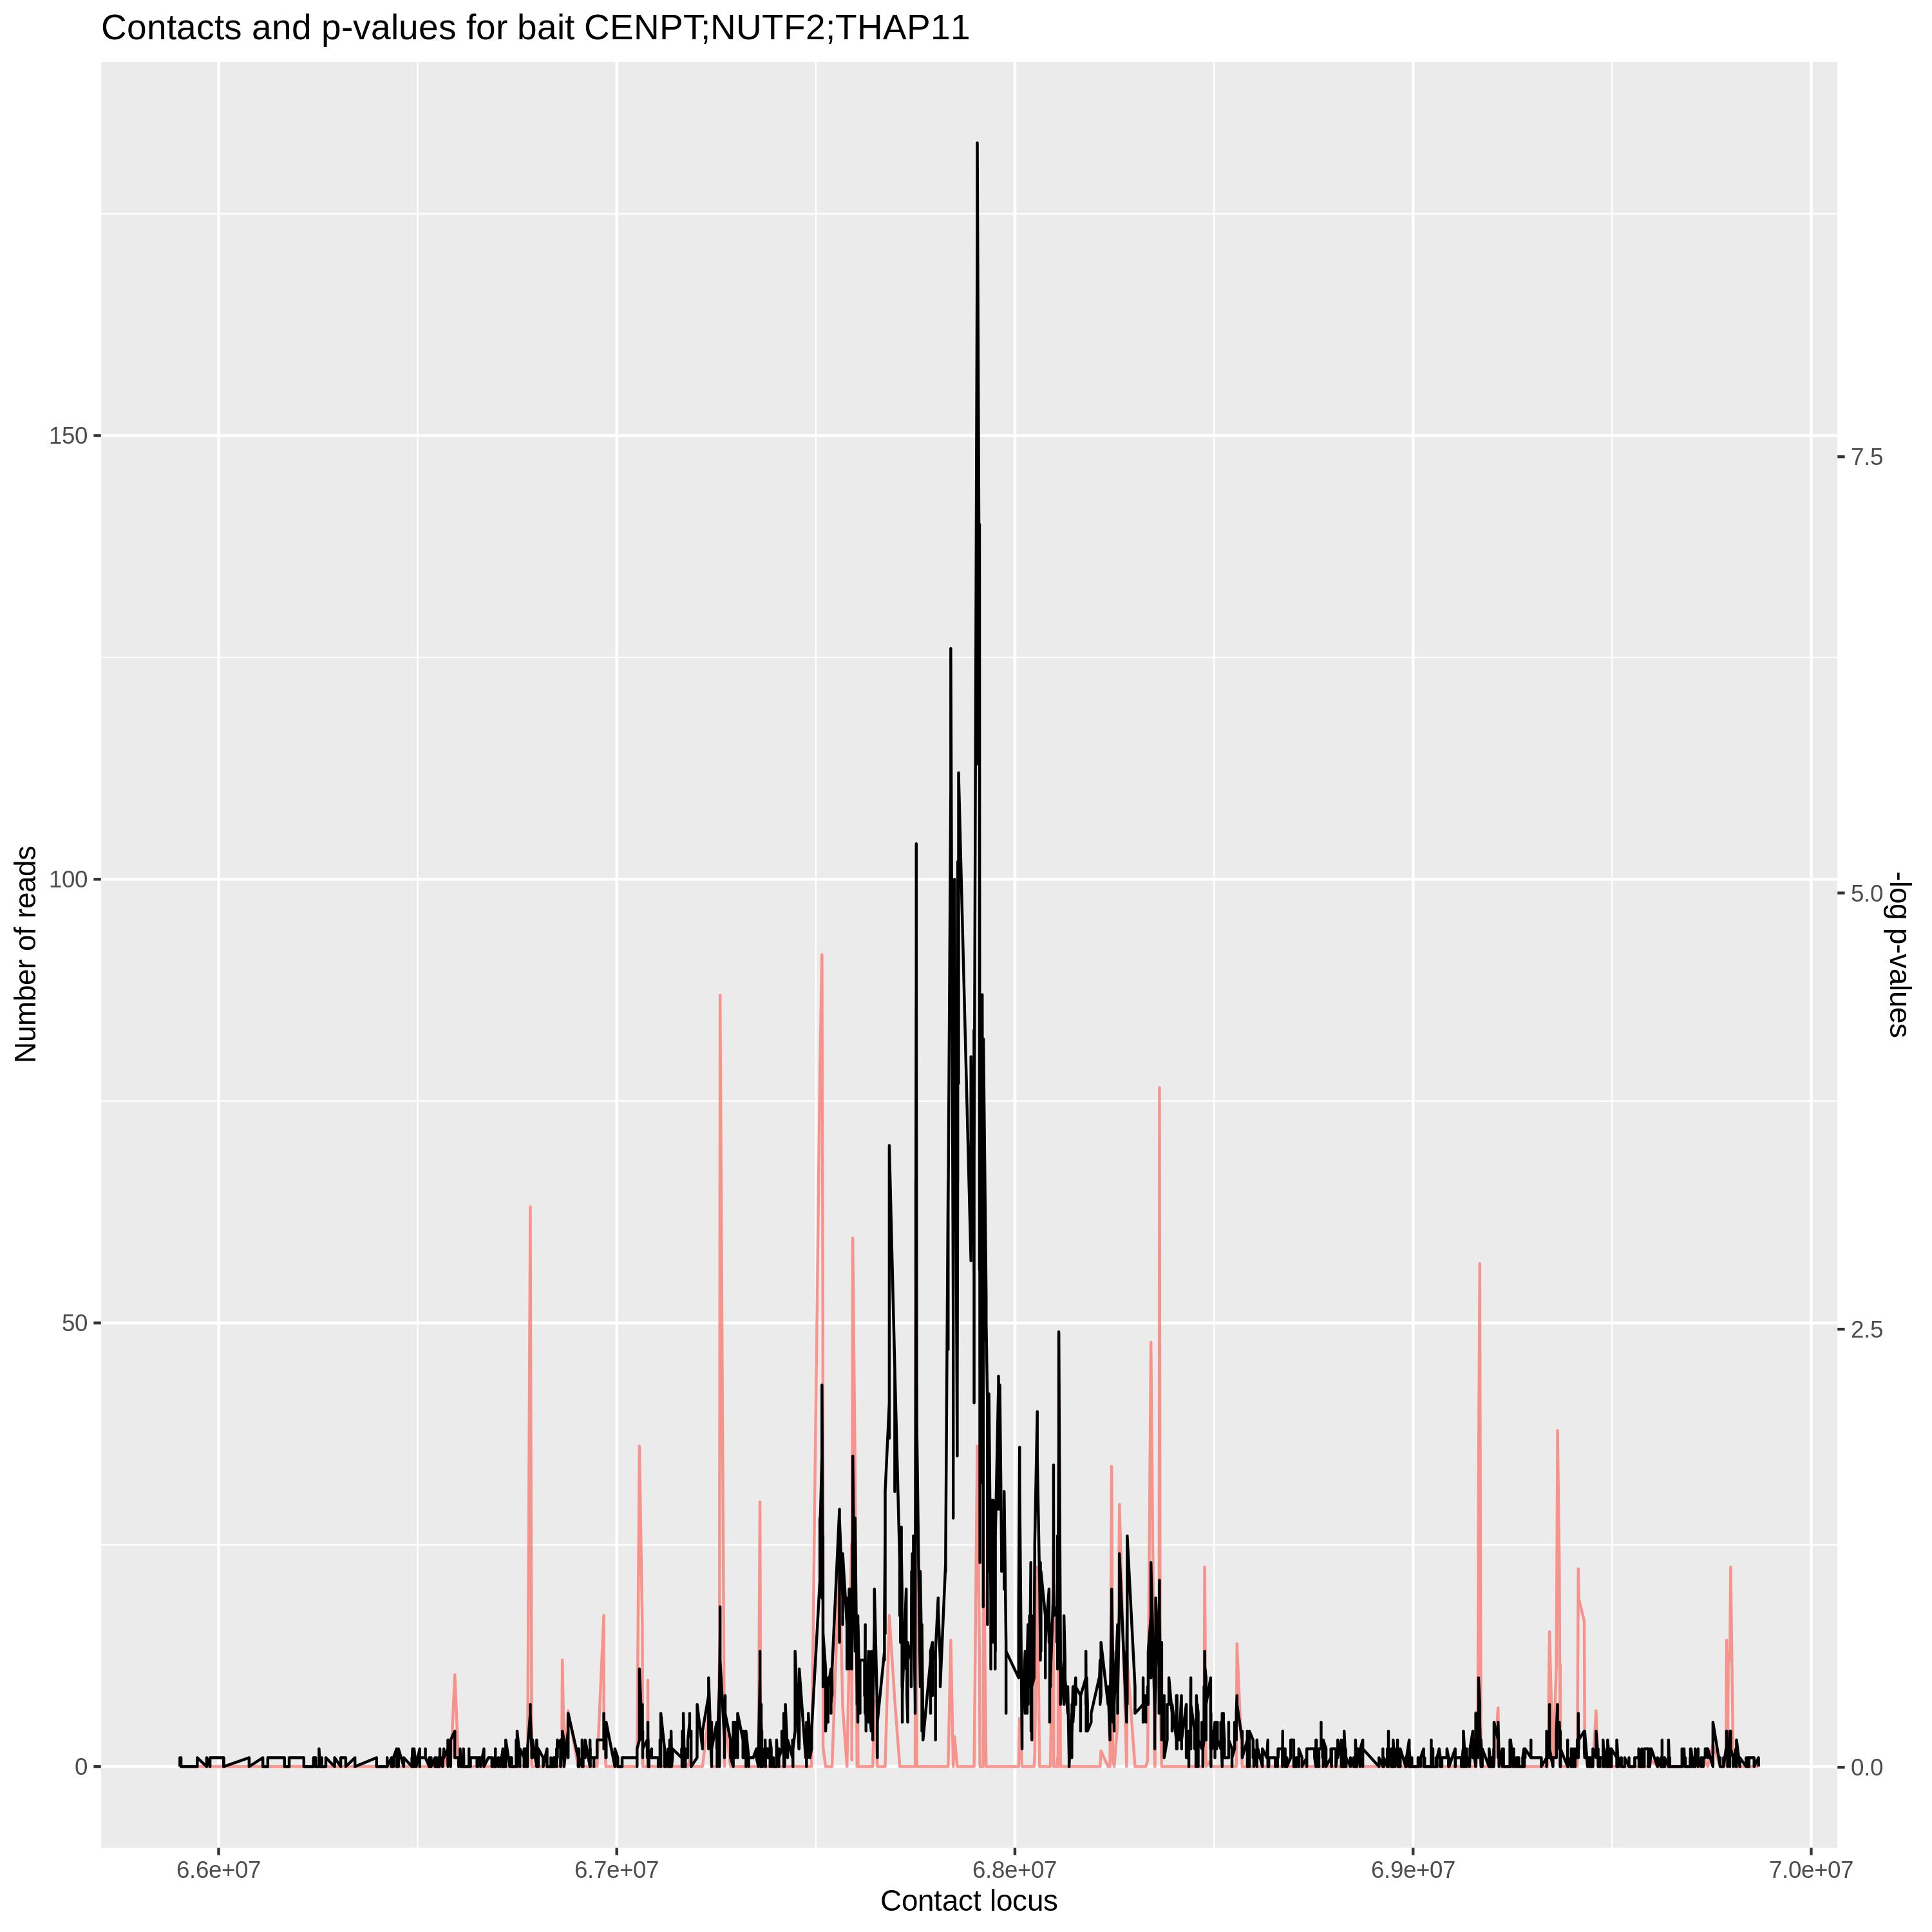 Contacts and p-values for bait CENPT;NUTF2;THAP11
150
100
50
0
Number of reads
7.5
5.0
2.5
0.0
-log p-values
6.6e+07
6.7e+07
6.8e+07
6.9e+07
7.0e+07
Contact locus